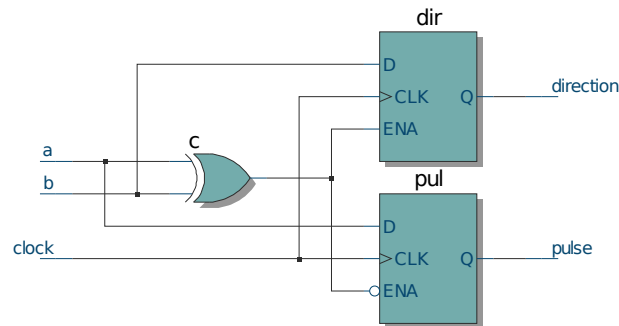 dir
D
CLK
ENA
Q
direction
c
a
b
clock
pul
D
CLK
ENA
Q
pulse